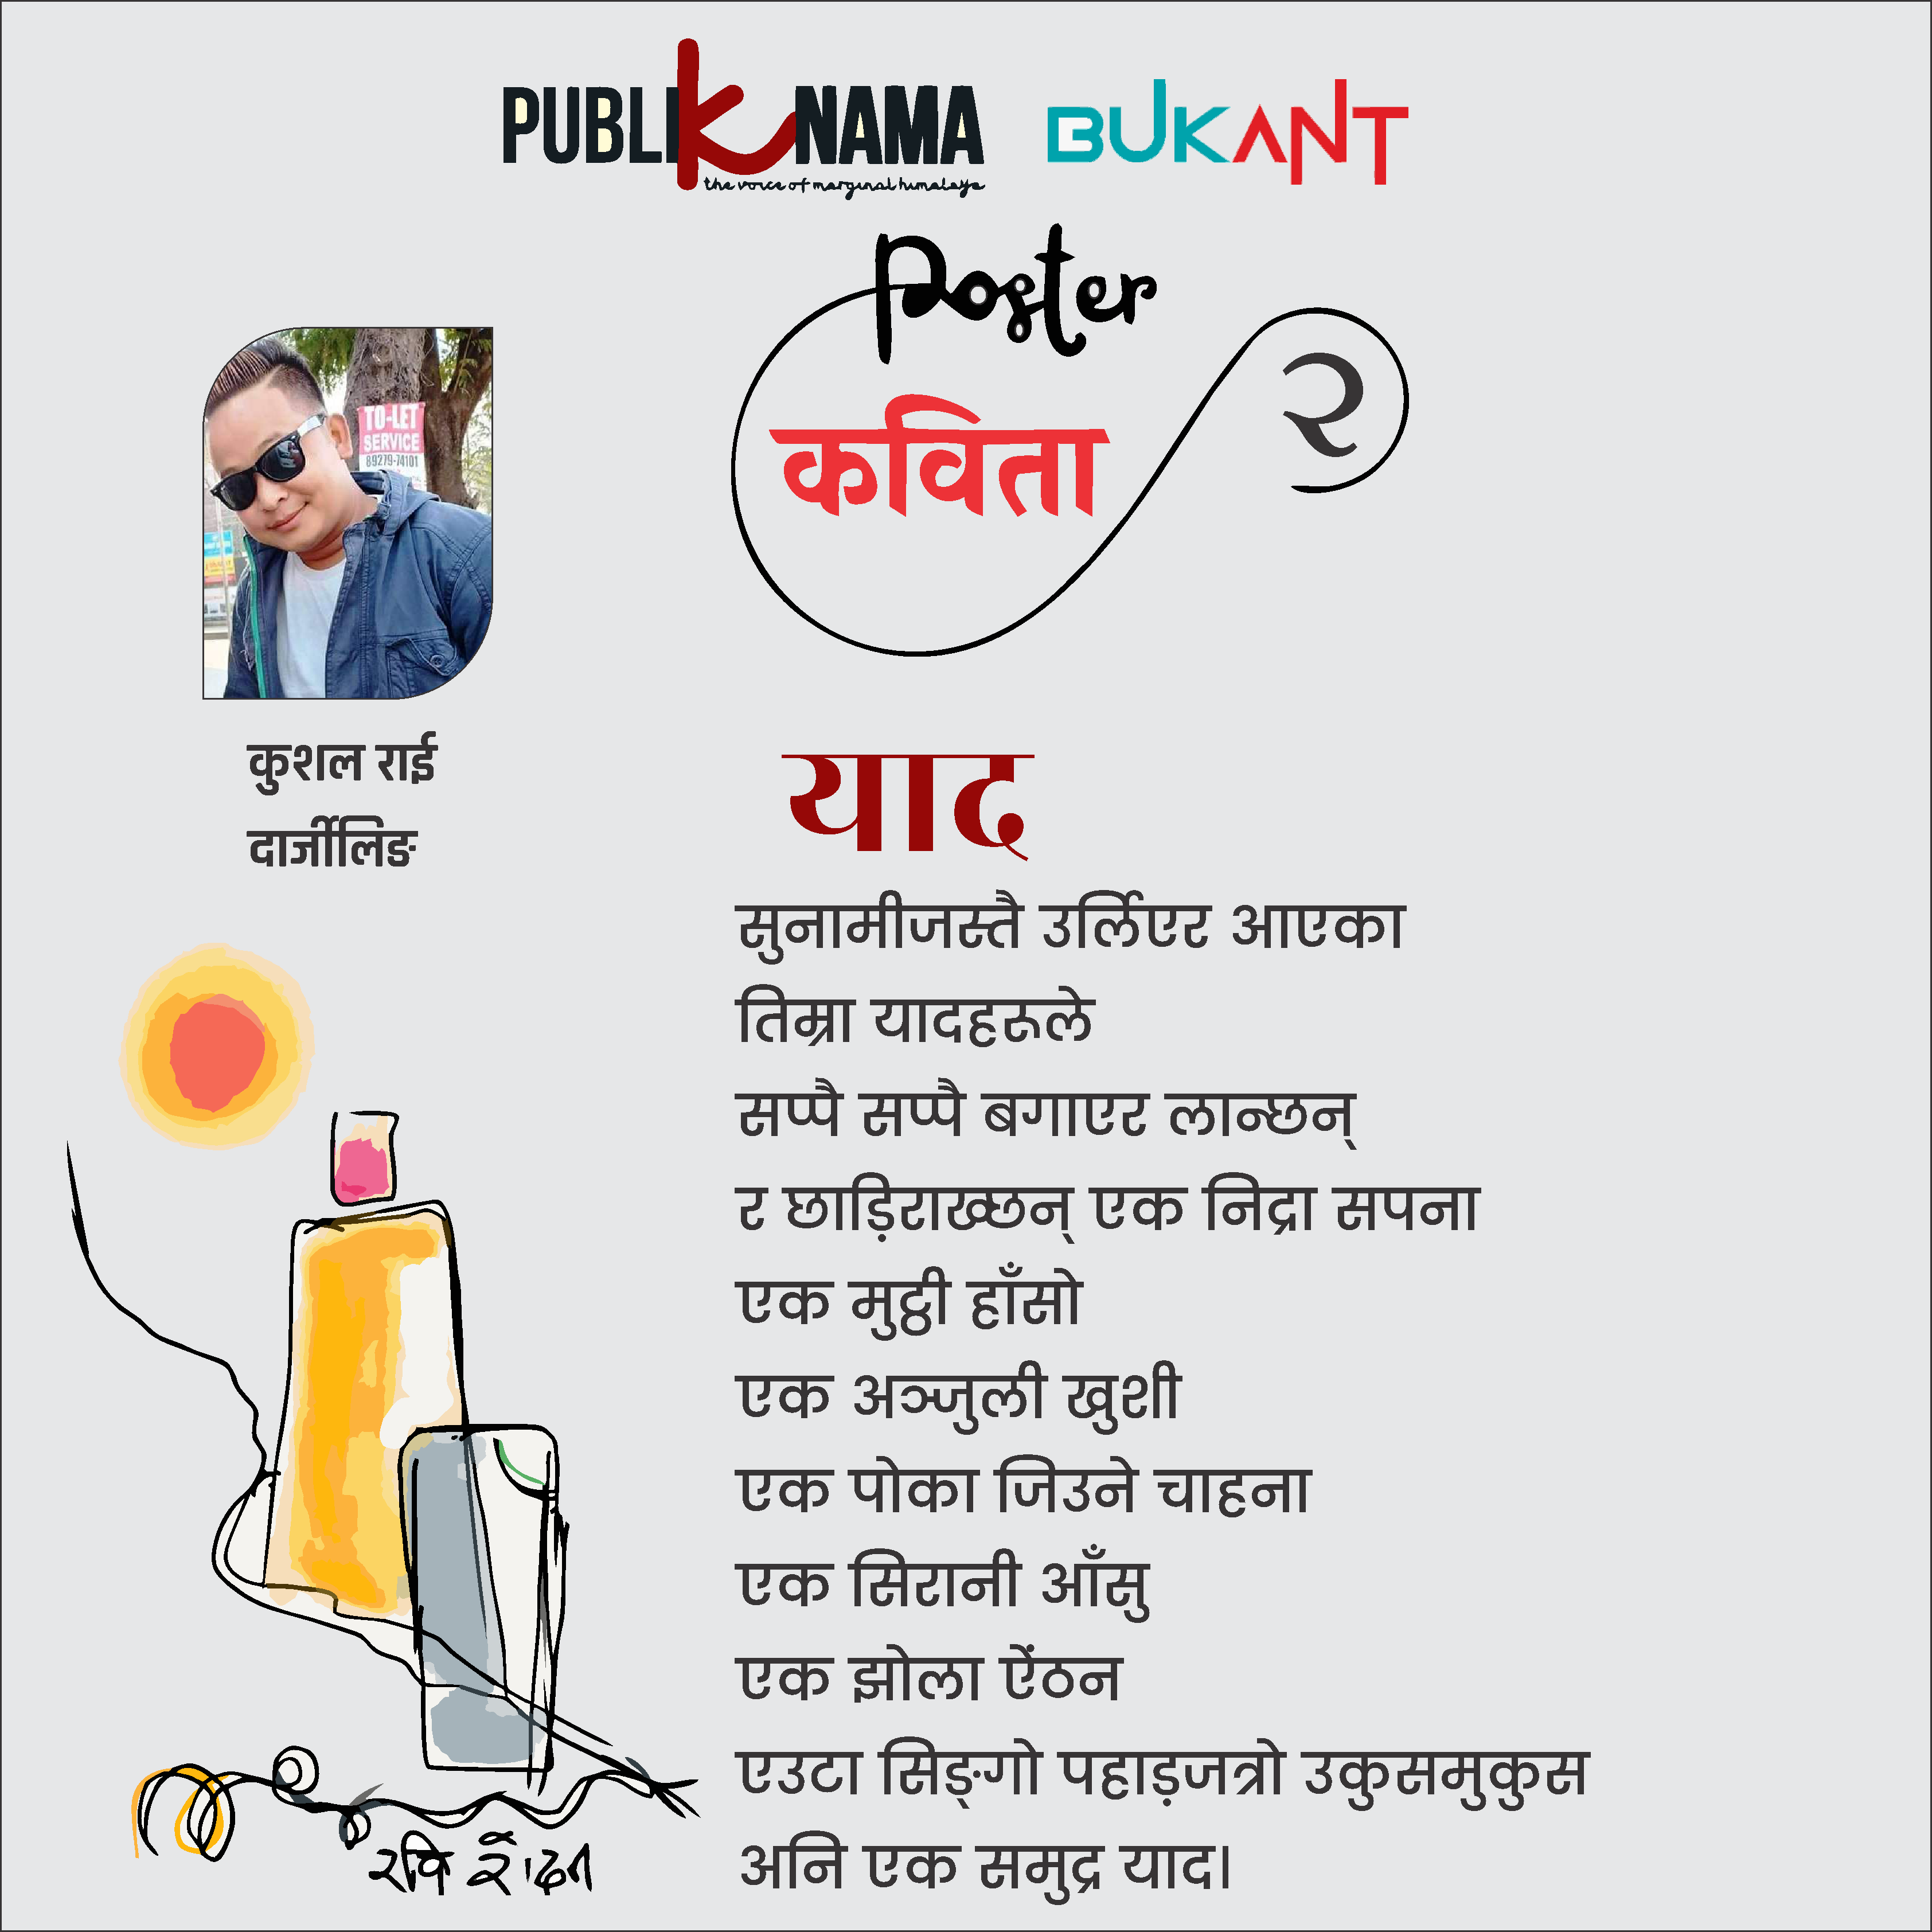 PUBLIKNAMA
the voice of marginal himalaya
BUKANT
Poster
कविता
२
TO-LET
SERVICE
89279-74101
कुशल राई
दार्जीलिङ
याद
सुनामीजस्तै उर्लिएर आएका
तिम्रा यादहरूले
सप्पै सप्पै बगाएर लान्छन्
र छाड़िराख्छन् एक निद्रा सपना
एक मुट्ठी हाँसो
एक अञ्जुली खुशी
एक पोका जिउने चाहना
एक सिरानी आँसु
एक झोला ऐंठन
एउटा सिङ्गो पहाड़जत्रो उकुसमुकुस
अनि एक समुद्र याद।
रवि